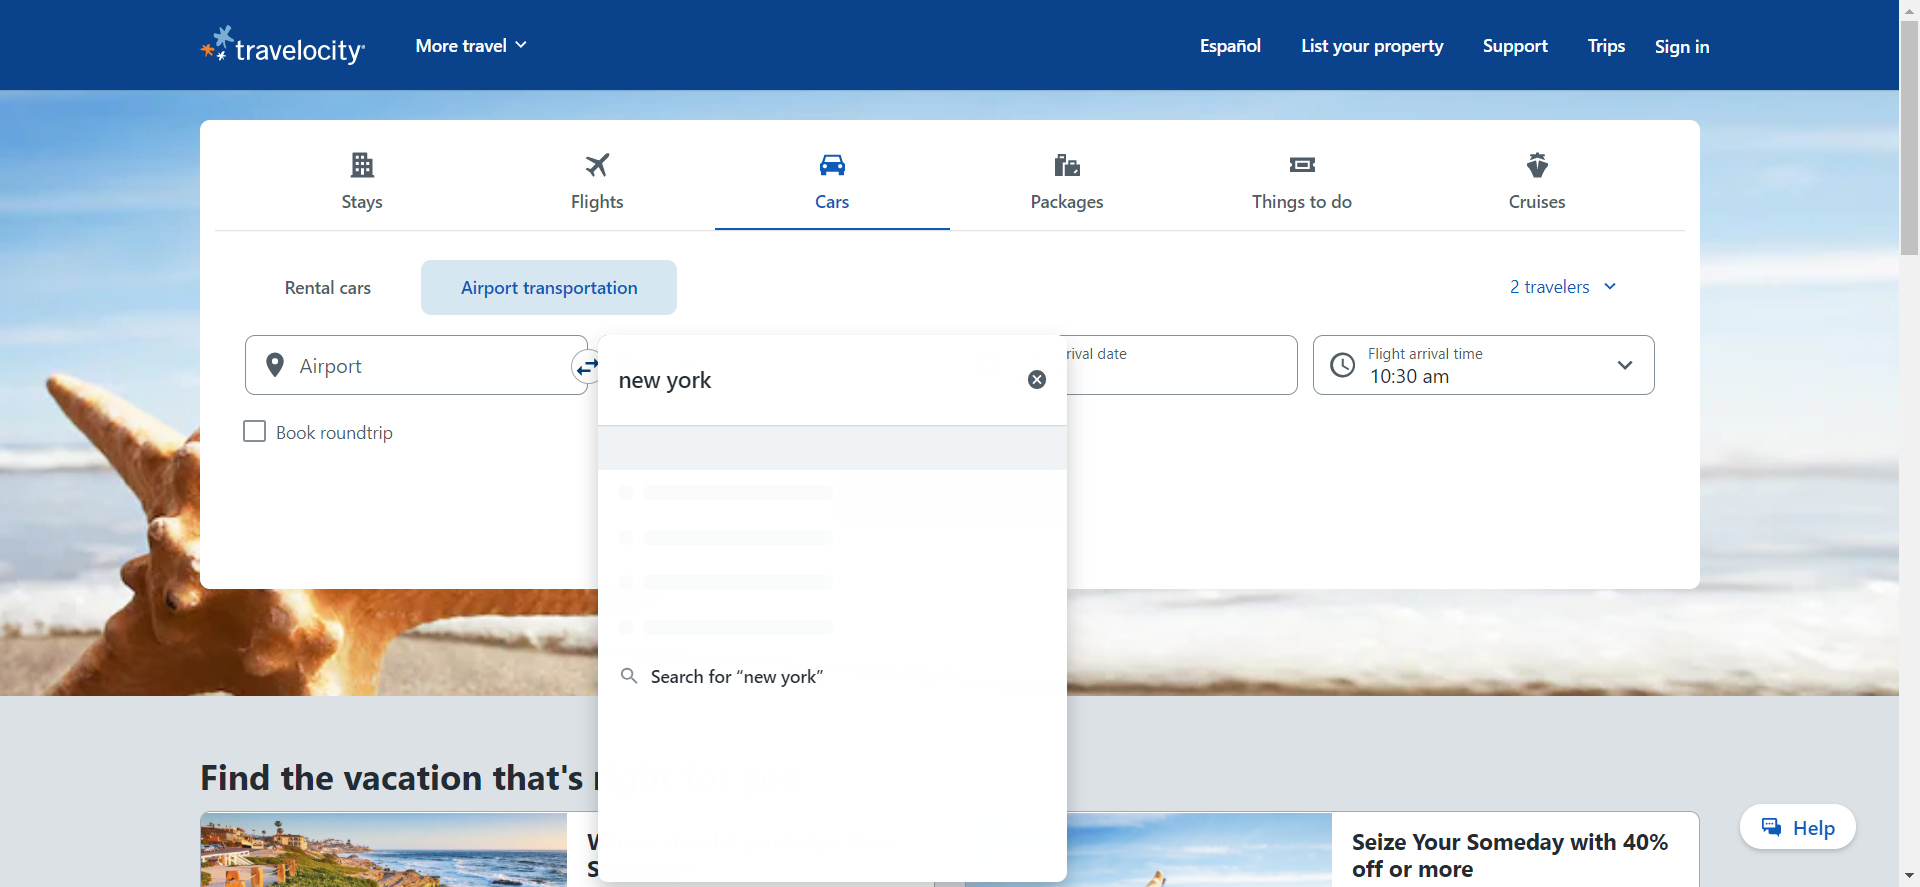 travelocity
More travel
Español
List your property
Support
Trips
Sign in
Stays
Flights
Cars
Packages
Things to do
Cruises
Rental cars
Airport transportation
2 travelers
Airport
new york
rival date
Flight arrival time
10:30 am
Book roundtrip
Search for “new york”
Find the vacation that's
Seize Your Someday with 40%
off or more
Help